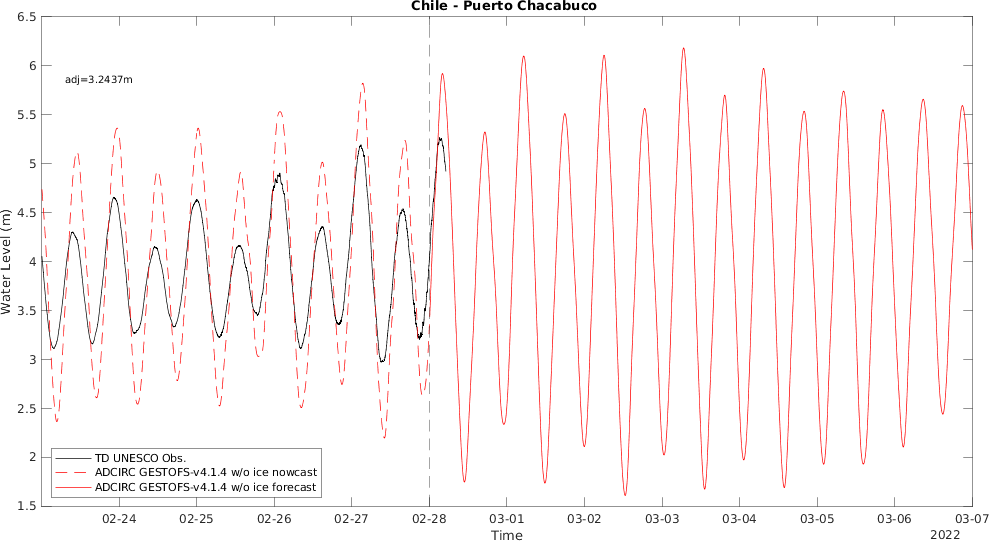 Chile - Puerto Chacabuco
6.5
6
5.5
5
4.5
4
3.5
3
2.5
2
1.5
Water Level (m)
adj=3.2437m
TD UNESCO Obs.
ADCIRC GESTOFS-v4.1.4 w/o ice nowcast
ADCIRC GESTOFS-v4.1.4 w/o ice forecast
02-24 02-25 02-26 02-27 02-28 03-01 03-02 03-03 03-04 03-05 03-06 03-07
Time
2022